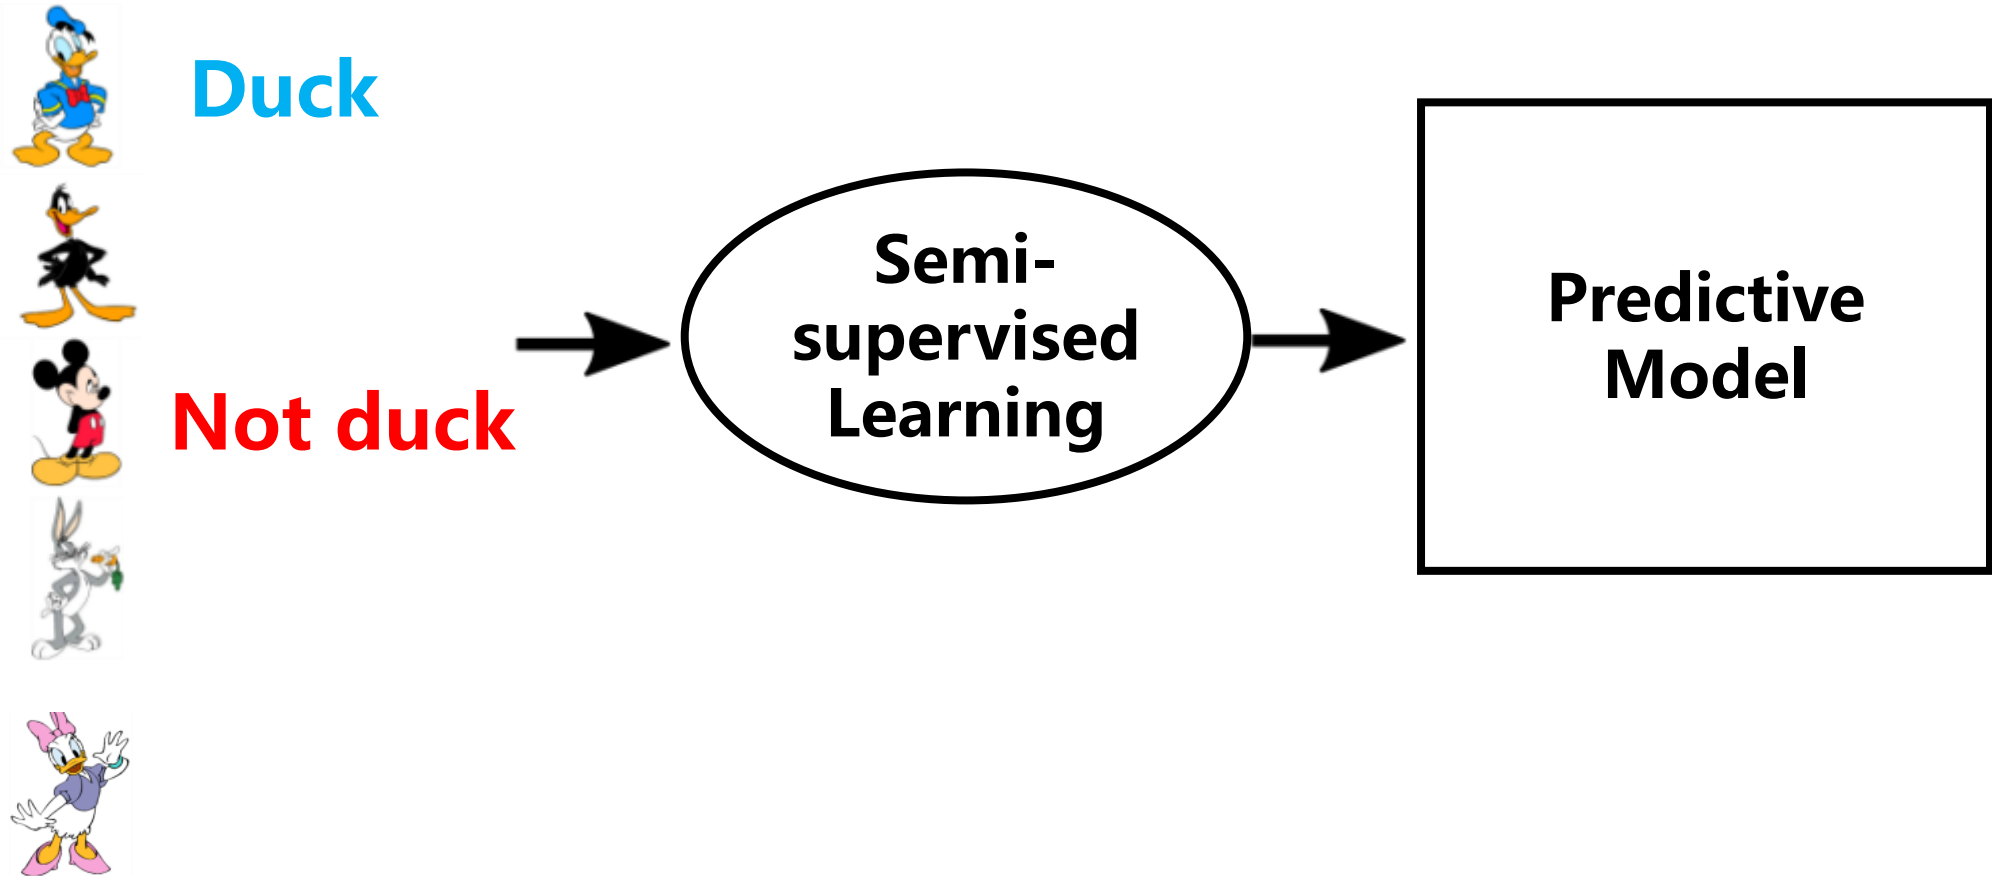 Duck
Not duck
Semi-
supervised
Learning
Predictive
Model